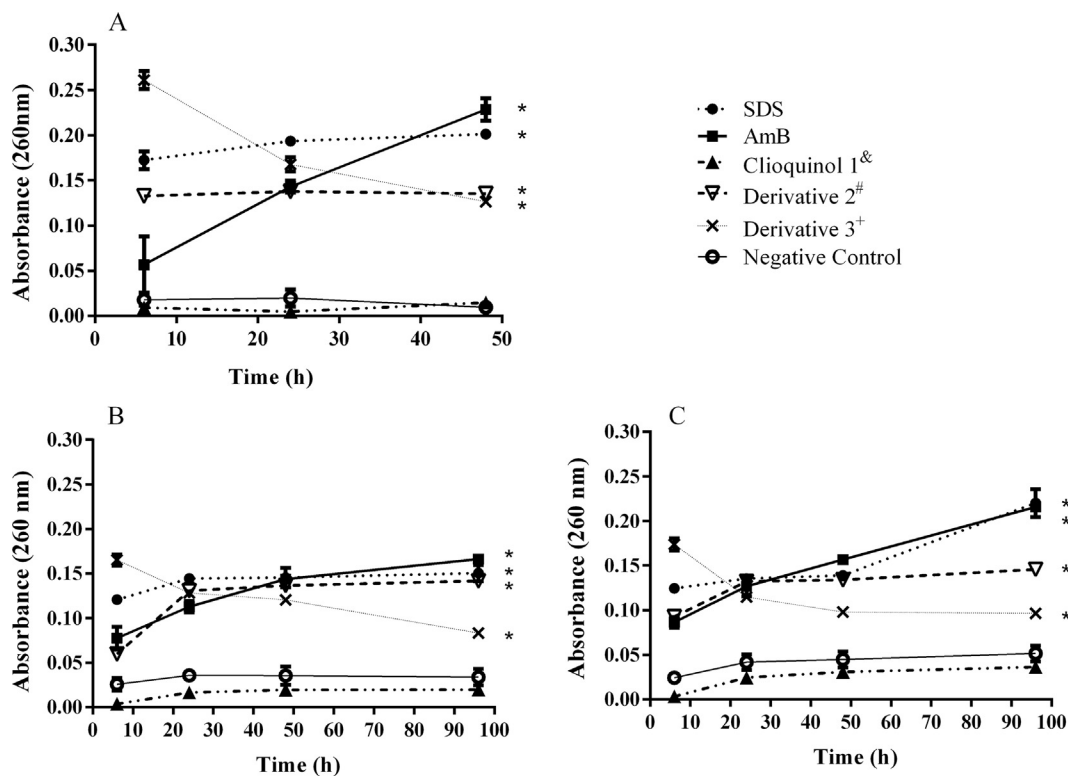 A
0.30
0.25
0.20
0.15
0.10
0.05
0.00
Absorbance (260nm)
*
*
*
*
0 10 20 30 40 50
Time (h)
SDS
AmB
Clioquinol 1&
Derivative 2#
Derivative 3+
Negative Control
B
0.30
0.25
0.20
0.15
0.10
0.05
0.00
Absorbance (260 nm)
*
*
*
*
0 10 20 30 40 50 60 70 80 90 100
Time (h)
C
0.30
0.25
0.20
0.15
0.10
0.05
0.00
Absorbance (260 nm)
*
*
*
*
0 10 20 30 40 50 60 70 80 90 100
Time (h)